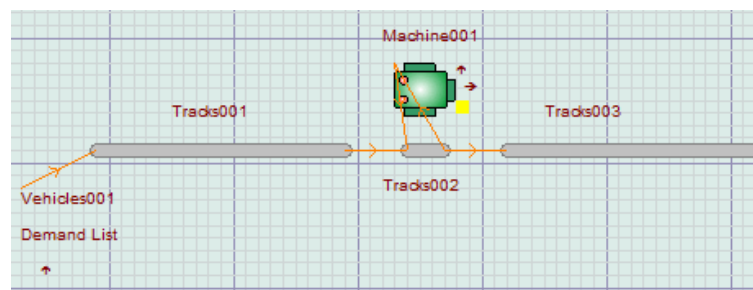 Machine001
Tracks001
Tracks003
Tracks002
Vehicles001
Demand List